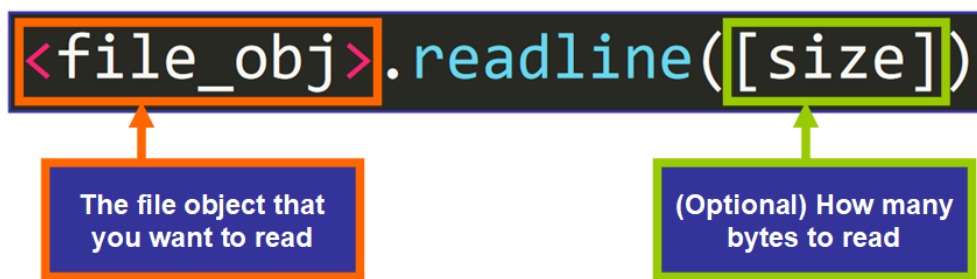 <file_obj>.readline([size])
The file object that
you want to read
(Optional) How many
bytes to read